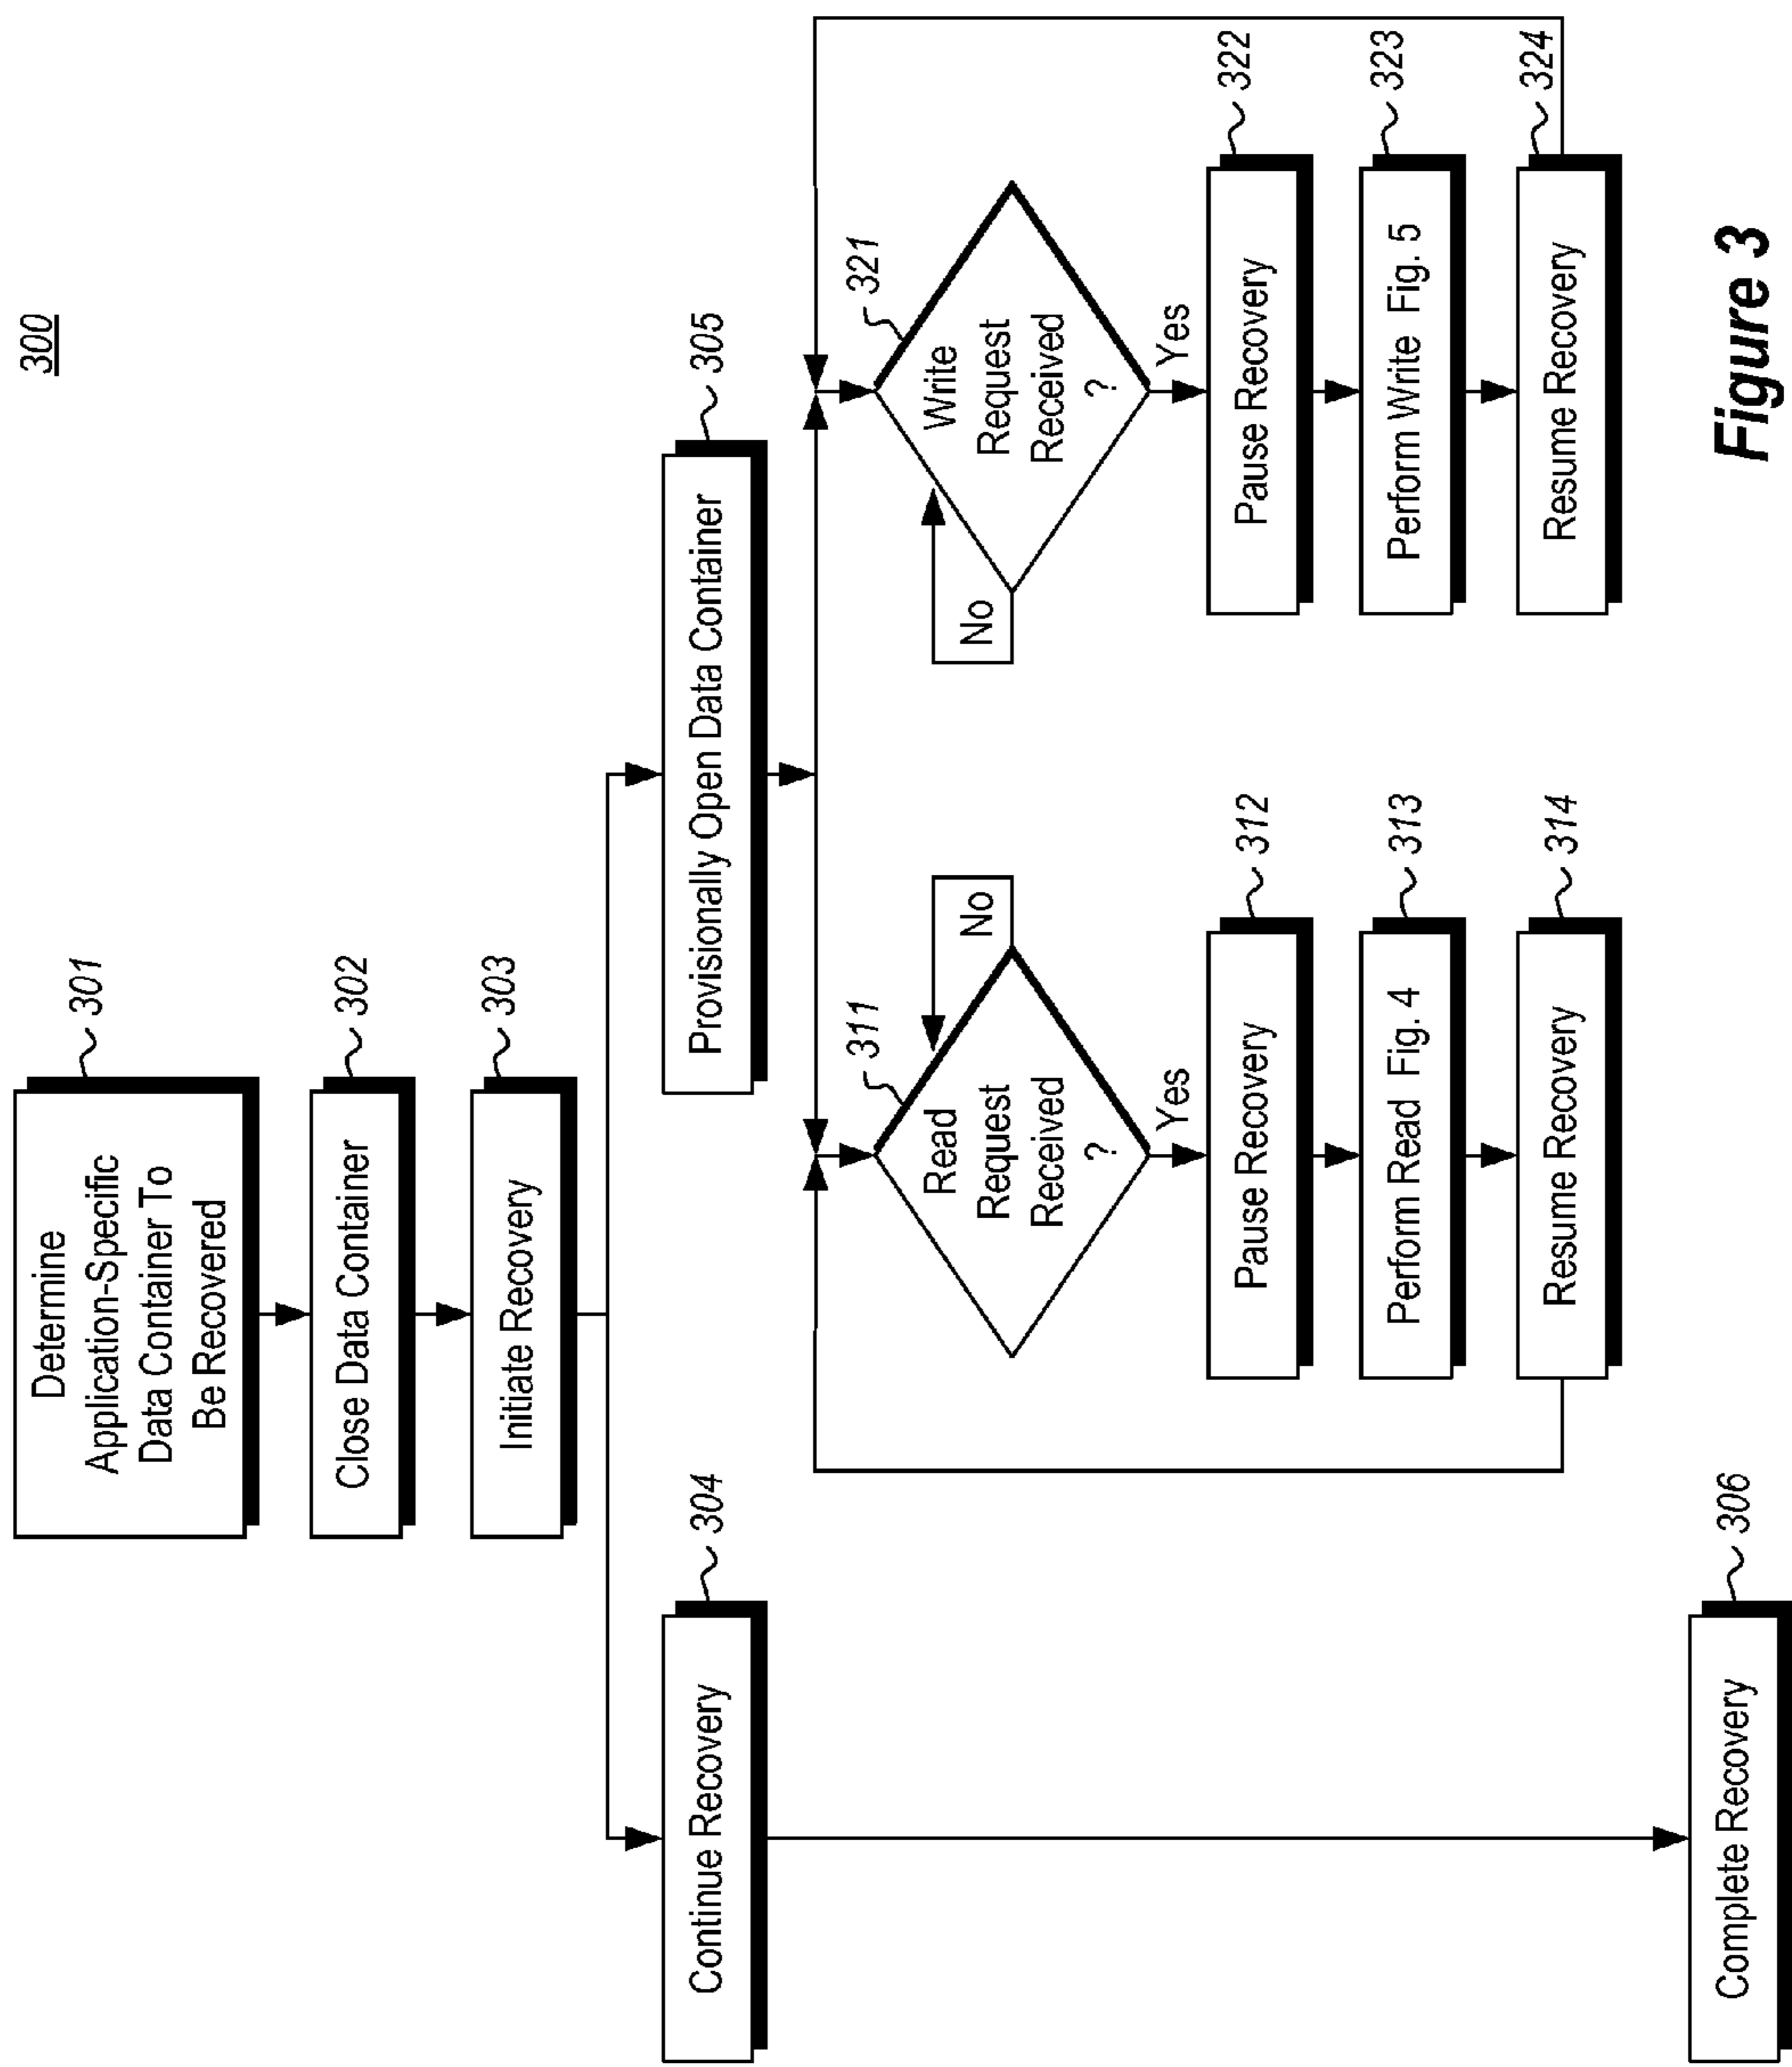 300
Determine
Application-Specific
Data Container To
Be Recovered
301
Close Data Container
302
Initiate Recovery
303
Continue Recovery
304
Provisionally Open Data Container
305
Read
Request
Received
?
311
No
Yes
Pause Recovery
312
Perform Read Fig. 4
313
Resume Recovery
314
Write
Request
Received
?
321
No
Yes
Pause Recovery
322
Perform Write Fig. 5
323
Resume Recovery
324
Complete Recovery
306
Figure 3